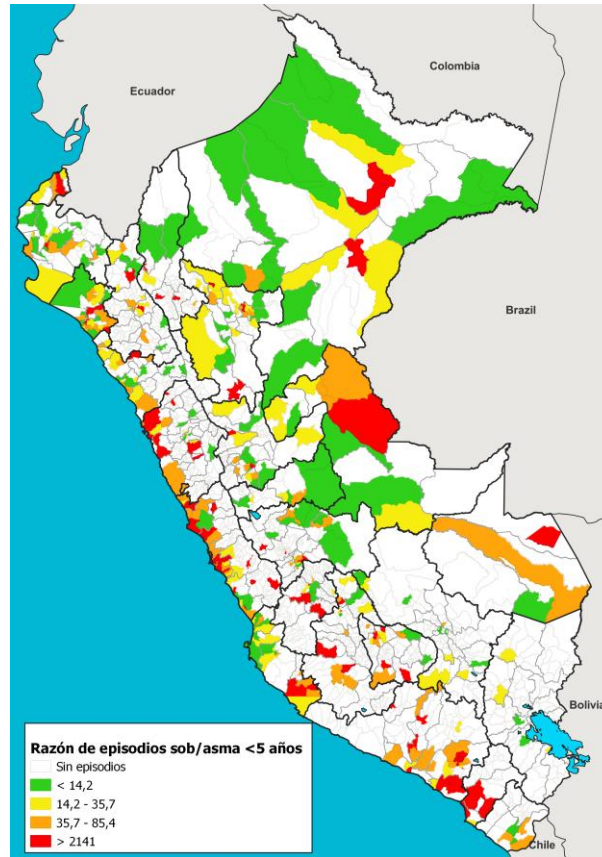 Colombia
Ecuador
Brazil
Bolivia
Chile
Razón de episodios sob/asma <5 años
Sin episodios
< 14,2
14,2 - 35,7
35,7 - 85,4
> 2141